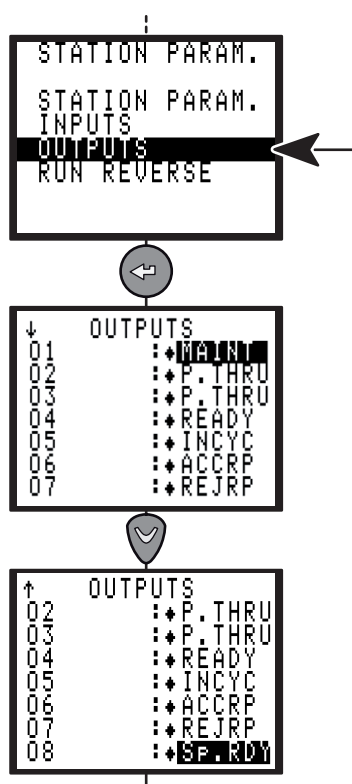 STATION PARAM.
STATION PARAM.
INPUTS
OUTPUTS
RUN REVERSE
↓ OUTPUTS
01 :♦MAINT
02 :♦P.THRU
03 :♦P.THRU
04 :♦READY
05 :♦INCYC
06 :♦ACCRP
07 :♦REJRP
↑ OUTPUTS
02 :♦P.THRU
03 :♦P.THRU
04 :♦READY
05 :♦INCYC
06 :♦ACCRP
07 :♦REJRP
08 :♦SP.RDY